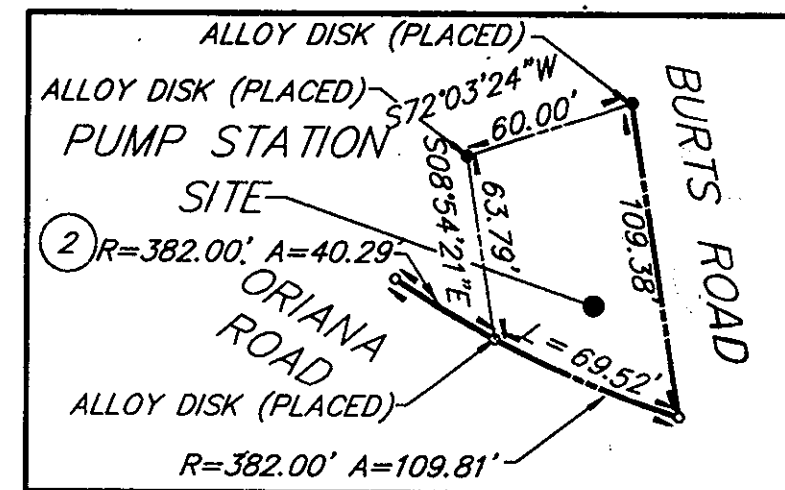 ALLOY DISK (PLACED)
ALLOY DISK (PLACED)
S72°03'24"W
60.00'
PUMP STATION
SITE
S08°54'21"E
63.79'
109.38'
BURTS ROAD
2
R=382.00' A=40.29'
ORIANA
ROAD
L = 69.52'
ALLOY DISK (PLACED)
R=382.00' A=109.81'